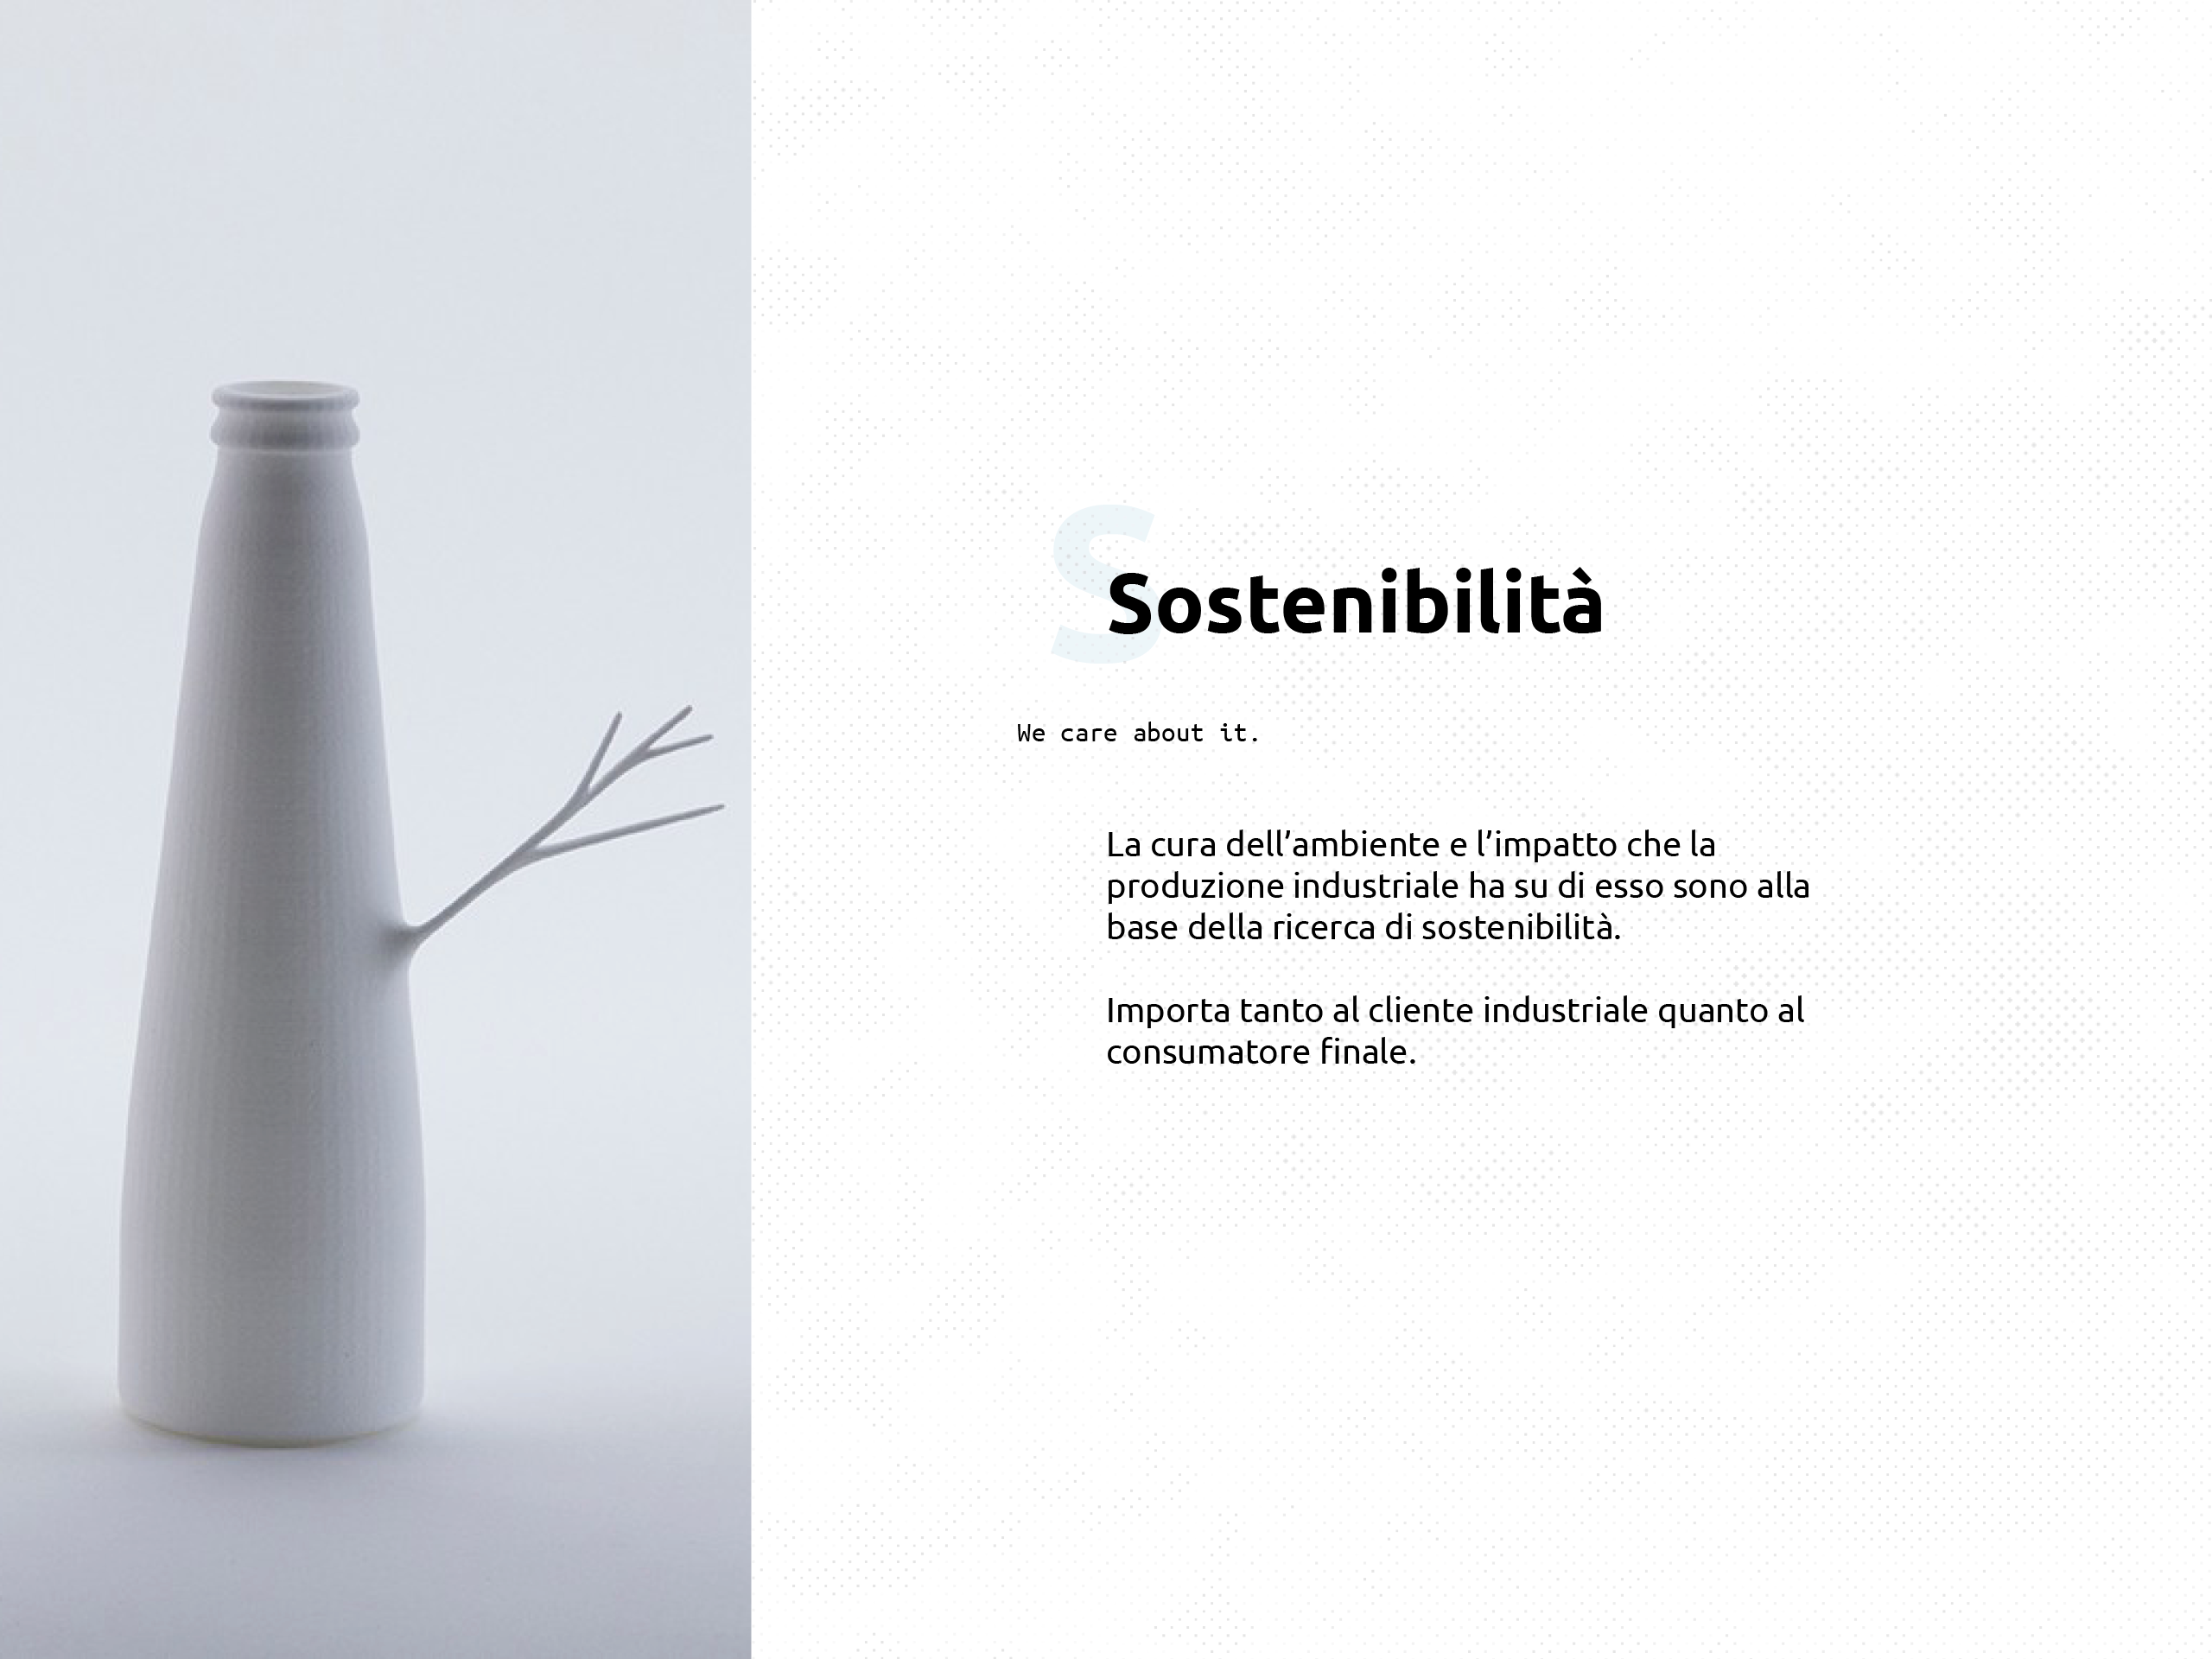 S
Sostenibilità
We care about it.
La cura dell’ambiente e l’impatto che la
produzione industriale ha su di esso sono alla
base della ricerca di sostenibilità.
Importa tanto al cliente industriale quanto al
consumatore finale.